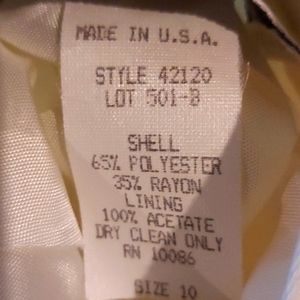 MADE IN U.S.A.
STYLE 42120
LOT 501-B
SHELL
65% POLYESTER
35% RAYON
LINING
100% ACETATE
DRY CLEAN ONLY
RN 10086
SIZE 10